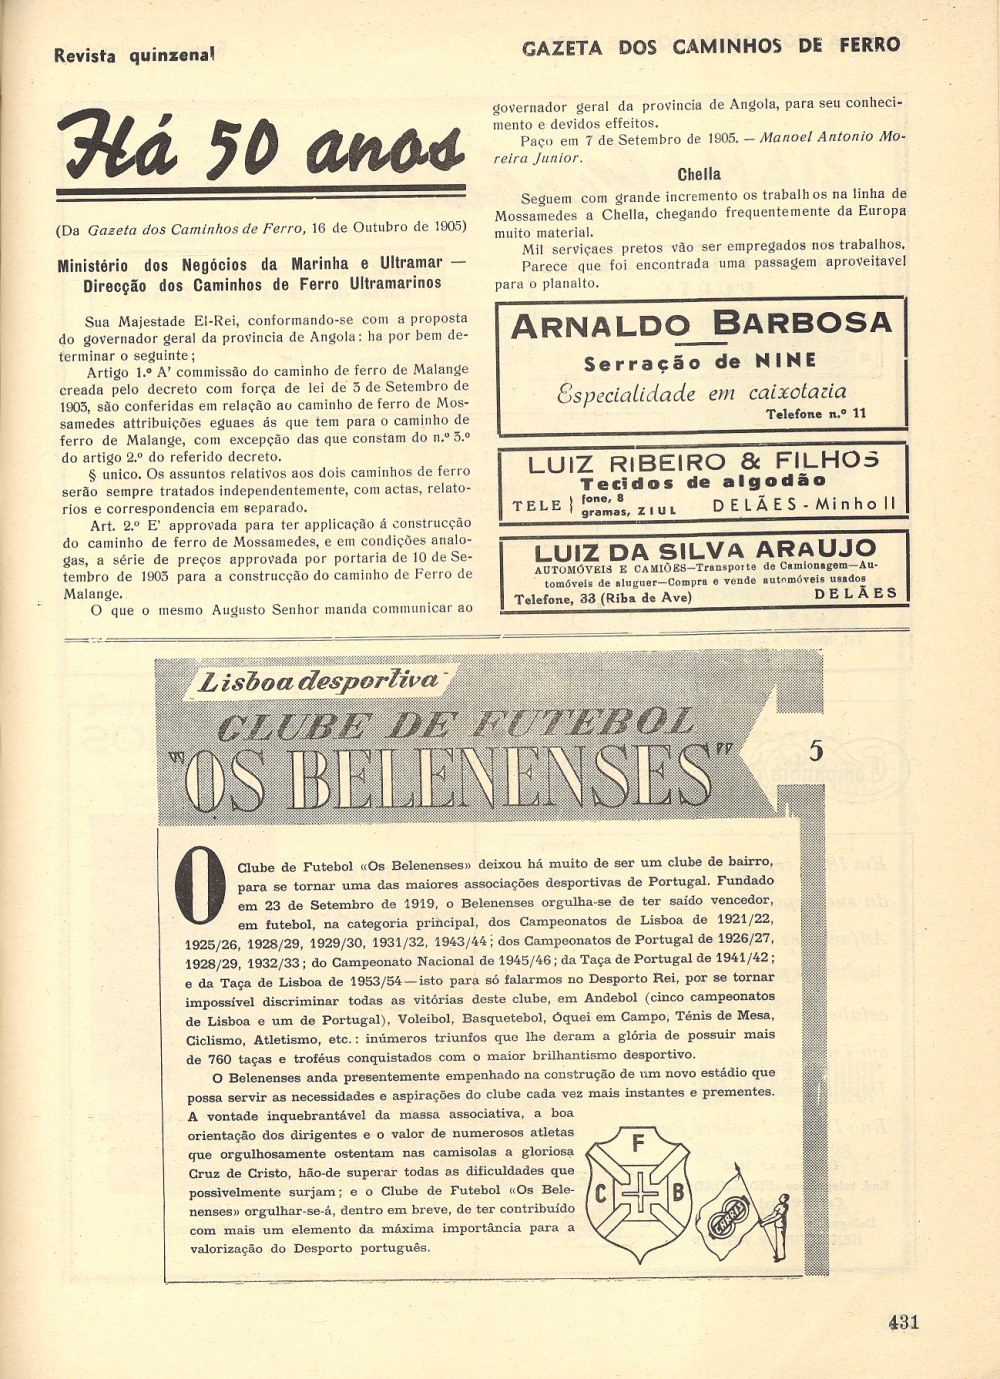 Revista quinzenal
GAZETA DOS CAMINHOS DE FERRO
Há 50 anos
(Da Gazeta dos Caminhos de Ferro, 16 de Outubro de 1905)
Ministério dos Negócios da Marinha e Ultramar —
Direcção dos Caminhos de Ferro Ultramarinos
Sua Majestade El-Rei, conformando-se com a proposta
do governador geral da provincia de Angola: ha por bem de-
terminar o seguinte;
Artigo 1.º A' commissão do caminho de ferro de Malange
creada pelo decreto com força de lei de 3 de Setembro de
1905, são conferidas em relação ao caminho de ferro de Mos-
samedes attribuições eguaes ás que tem para o caminho de
ferro de Malange, com excepção das que constam do n.º 3.º
do artigo 2.º do referido decreto.
§ unico. Os assuntos relativos aos dois caminhos de ferro
serão sempre tratados independentemente, com actas, relato-
rios e correspondencia em separado.
Art. 2.º E' approvada para ter applicação á construcção
do caminho de ferro de Mossamedes, e em condições analo-
gas, a série de preços approvada por portaria de 10 de Se-
tembro de 1903 para a construcção do caminho de Ferro de
Malange.
O que o mesmo Augusto Senhor manda communicar ao
governador geral da provincia de Angola, para seu conheci-
mento e devidos effeitos.
Paço em 7 de Setembro de 1905. — Manoel Antonio Mo-
reira Junior.
Chella
Seguem com grande incremento os trabalhos na linha de
Mossamedes a Chella, chegando frequentemente da Europa
muito material.
Mil serviçaes pretos vão ser empregados nos trabalhos.
Parece que foi encontrada uma passagem aproveitavel
para o planalto.
ARNALDO BARBOSA
Serração de NINE
Especialidade em caixotaria
Telefone n.º 11
LUIZ RIBEIRO & FILHOS
Tecidos de algodão
TELE } fone, 8
gramas, ZIUL
DELÃES - Minho II
LUIZ DA SILVA ARAUJO
AUTOMÓVEIS E CAMIÕES—Transporte de Camionagem—Au-
tomóveis de aluguer—Compra e vende automóveis usados
Telefone, 33 (Riba de Ave) DELÃES
Lisboa desportiva
CLUBE DE FUTEBOL
"OS BELENENSES"
5
O Clube de Futebol «Os Belenenses» deixou há muito de ser um clube de bairro,
para se tornar uma das maiores associações desportivas de Portugal. Fundado
em 23 de Setembro de 1919, o Belenenses orgulha-se de ter saído vencedor,
em futebol, na categoria principal, dos Campeonatos de Lisboa de 1921/22,
1925/26, 1928/29, 1929/30, 1931/32, 1943/44; dos Campeonatos de Portugal de 1926/27,
1928/29, 1932/33; do Campeonato Nacional de 1945/46; da Taça de Portugal de 1941/42;
e da Taça de Lisboa de 1953/54—isto para só falarmos no Desporto Rei, por se tornar
impossível discriminar todas as vitórias deste clube, em Andebol (cinco campeonatos
de Lisboa e um de Portugal), Voleibol, Basquetebol, Óquei em Campo, Ténis de Mesa,
Ciclismo, Atletismo, etc.: inúmeros triunfos que lhe deram a glória de possuir mais
de 760 taças e troféus conquistados com o maior brilhantismo desportivo.
O Belenenses anda presentemente empenhado na construção de um novo estádio que
possa servir as necessidades e aspirações do clube cada vez mais instantes e prementes.
A vontade inquebrantável da massa associativa, a boa
orientação dos dirigentes e o valor de numerosos atletas
que orgulhosamente ostentam nas camisolas a gloriosa
Cruz de Cristo, hão-de superar todas as dificuldades que
possivelmente surjam; e o Clube de Futebol «Os Bele-
nenses» orgulhar-se-á, dentro em breve, de ter contribuído
com mais um elemento da máxima importância para a
valorização do Desporto português.
F
C B
431